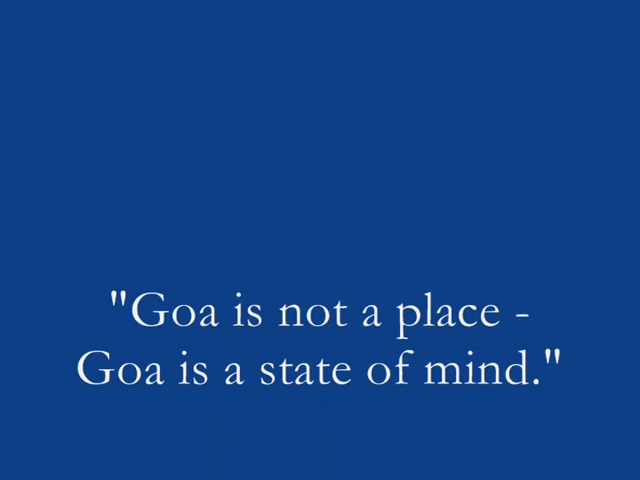 "Goa is not a place -
Goa is a state of mind."